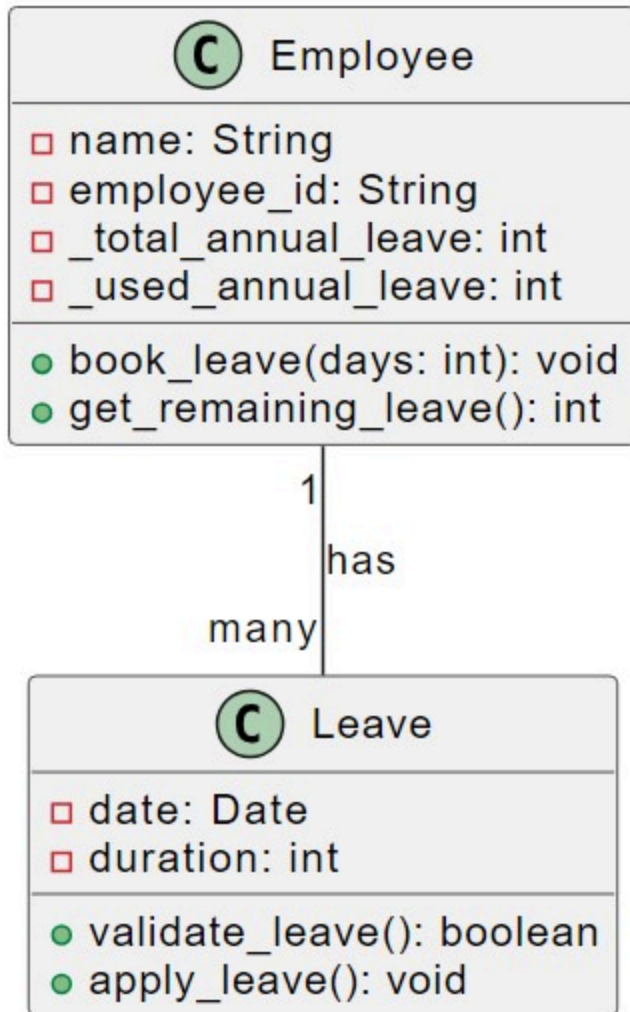 C Employee
name: String
employee_id: String
_total_annual_leave: int
_used_annual_leave: int
book_leave(days: int): void
get_remaining_leave(): int
1
has
many
C Leave
date: Date
duration: int
validate_leave(): boolean
apply_leave(): void